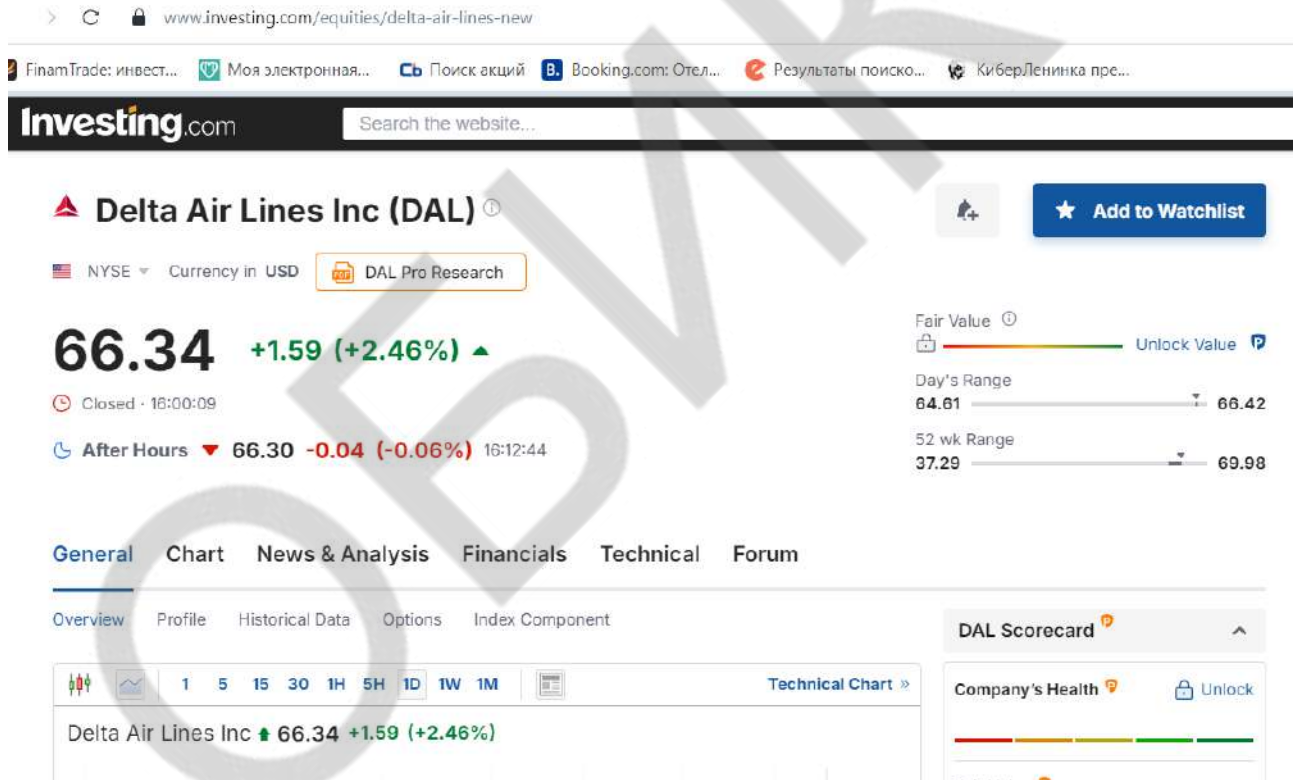 www.investing.com/equities/delta-air-lines-new
FinamTrade: инвест... Моя электронная... Сb Поиск акций B. Booking.com: Отел... Результаты поиско... КиберЛенинка пре...
Investing.com Search the website...
Delta Air Lines Inc (DAL)
Add to Watchlist
NYSE Currency in USD DAL Pro Research
66.34 +1.59 (+2.46%)
Fair Value
Unlock Value
Closed · 16:00:09
Day's Range
64.61 66.42
After Hours 66.30 -0.04 (-0.06%) 16:12:44
52 wk Range
37.29 69.98
General Chart News & Analysis Financials Technical Forum
Overview Profile Historical Data Options Index Component
DAL Scorecard
1 5 15 30 1H 5H 1D 1W 1M Technical Chart »
Company's Health Unlock
Delta Air Lines Inc 66.34 +1.59 (+2.46%)